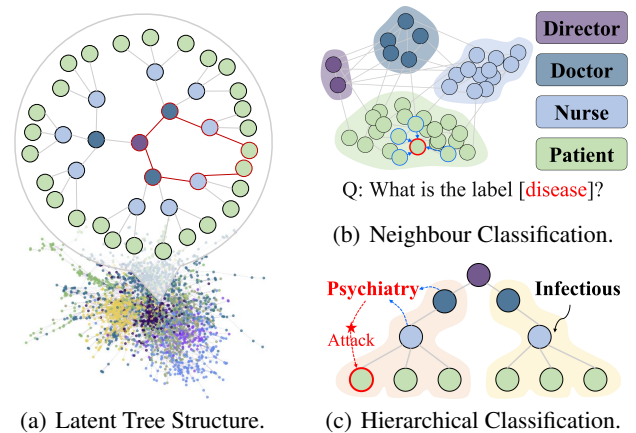 Director
Doctor
Nurse
Patient
Q: What is the label [disease]?
(b) Neighbour Classification.
Psychiatry
Infectious
Attack
(a) Latent Tree Structure.
(c) Hierarchical Classification.